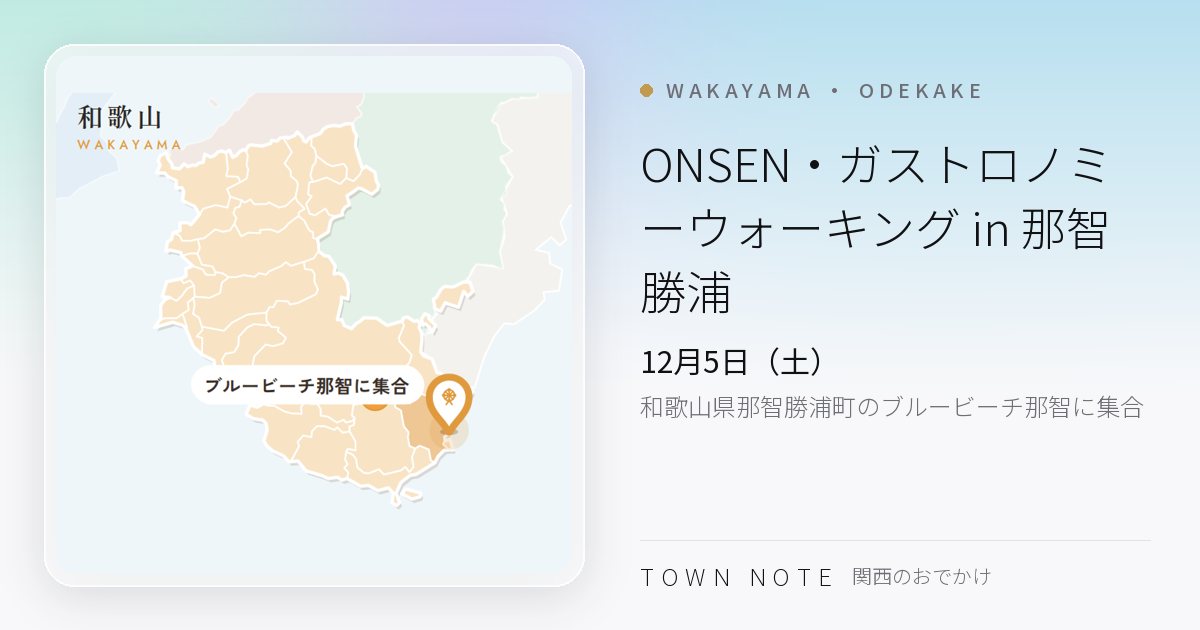 和歌山
WAKAYAMA
ブルービーチ那智に集合
WAKAYAMA • ODEKAKE
ONSEN・ガストロノミ
ーウォーキング in 那智
勝浦
12月5日（土）
和歌山県那智勝浦町のブルービーチ那智に集合
TOWN NOTE 関西のおでかけ